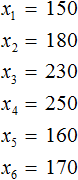 x₁ = 150
x₂ = 180
x₃ = 230
x₄ = 250
x₅ = 160
x₆ = 170